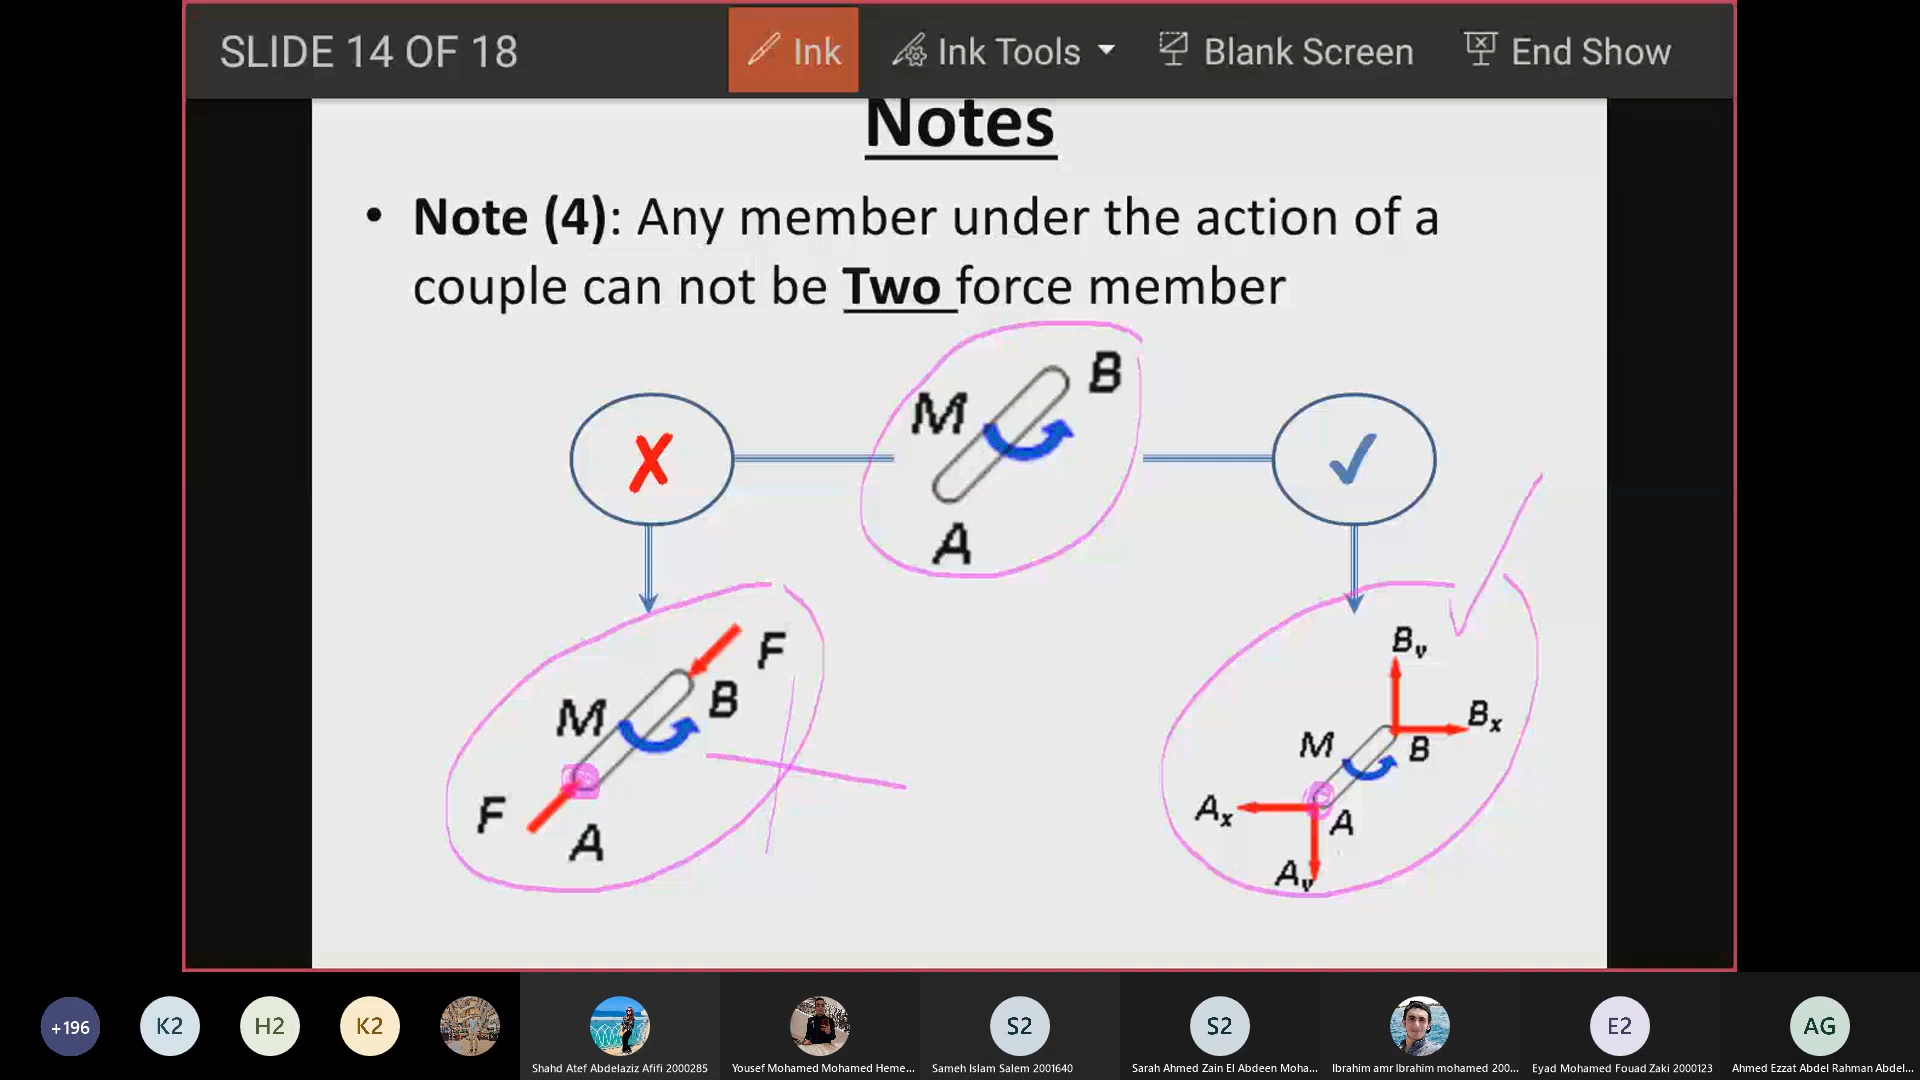 SLIDE 14 OF 18
Ink
Ink Tools
Blank Screen
End Show
Notes
• Note (4): Any member under the action of a
couple can not be Two force member
M
B
A
✗
✓
F
M
B
F
A
Bv
Bx
M
B
Ax
A
Av
+196
K2
H2
K2
S2
S2
E2
AG
Shahd Atef Abdelaziz Afifi 2000285
Yousef Mohamed Mohamed Heme...
Sameh Islam Salem 2001640
Sarah Ahmed Zain El Abdeen Moha...
Ibrahim amr Ibrahim mohamed 200...
Eyad Mohamed Fouad Zaki 2000123
Ahmed Ezzat Abdel Rahman Abdel...